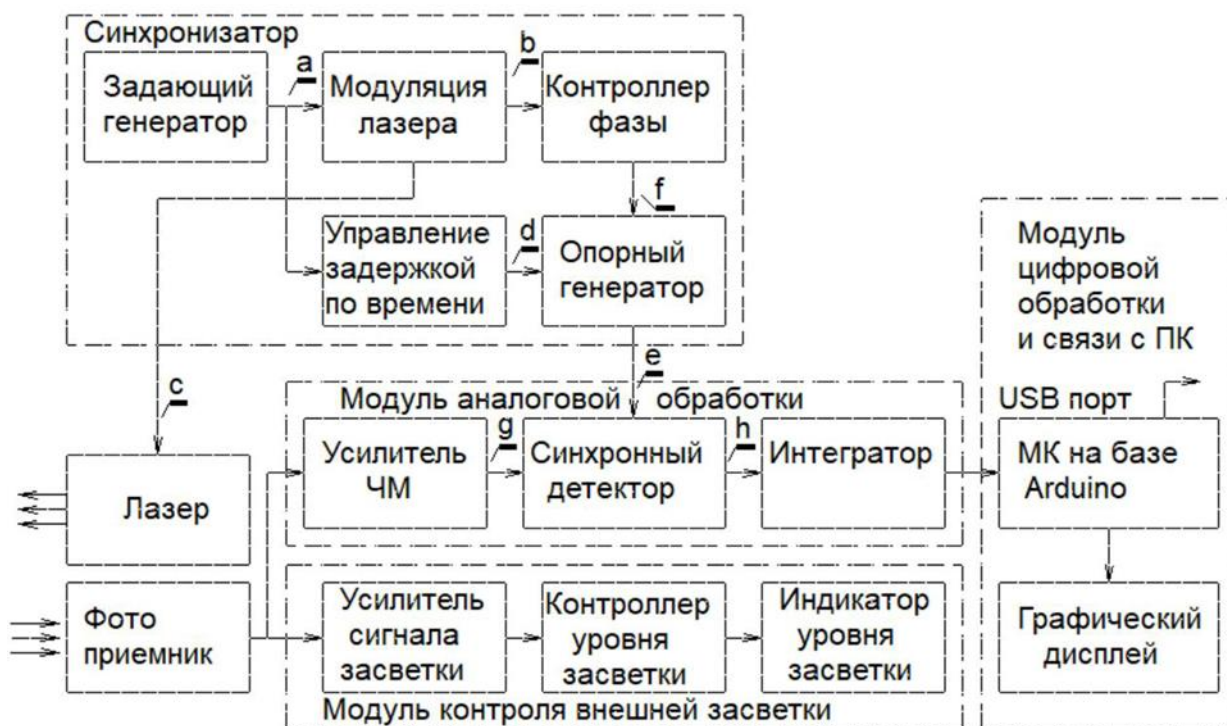 Синхронизатор
Задающий
генератор
a
Модуляция
лазера
b
Контроллер
фазы
f
Управление
задержкой
по времени
d
Опорный
генератор
c
e
Модуль
цифровой
обработки
и связи с ПК
Модуль аналоговой обработки
Усилитель
ЧМ
g
Синхронный
детектор
h
Интегратор
USB порт
МК на базе
Arduino
Лазер
Фото
приемник
Усилитель
сигнала
засветки
Контроллер
уровня
засветки
Индикатор
уровня
засветки
Графический
дисплей
Модуль контроля внешней засветки